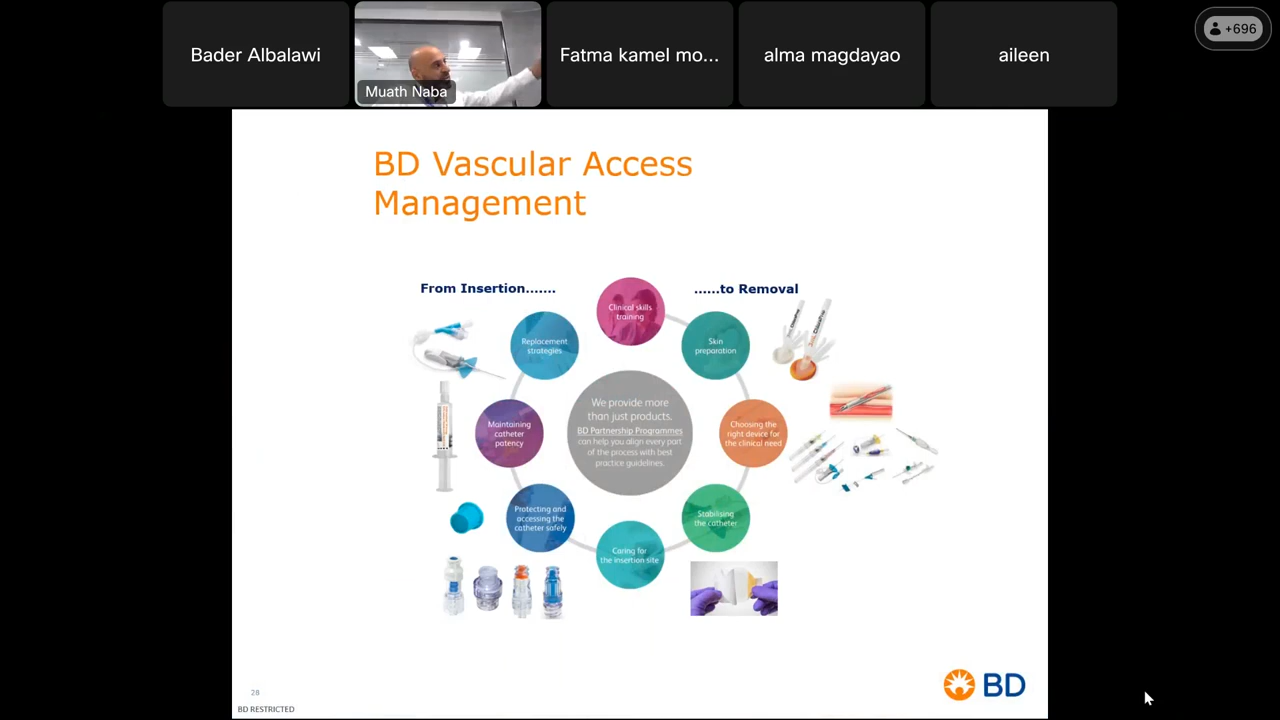 Bader Albalawi
Muath Naba
Fatma kamel mo...
alma magdayao
aileen
+696
BD Vascular Access
Management
From Insertion.......
......to Removal
Clinical skills
training
Skin
preparation
Choosing the
right device for
the clinical need
Stabilising
the catheter
Caring for
the insertion site
Protecting and
accessing the
catheter safely
Maintaining
catheter
patency
Replacement
strategies
We provide more
than just products.
BD Partnership Programmes
can help you align every part
of the process with best
practice guidelines.
28
BD RESTRICTED
BD